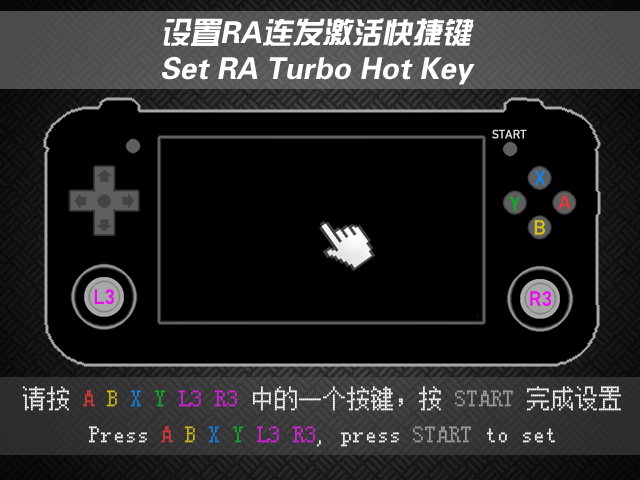 设置RA连发激活快捷键
Set RA Turbo Hot Key
START
X
Y
A
B
L3
R3
请按 A B X Y L3 R3 中的一个按键，按 START 完成设置
Press A B X Y L3 R3, press START to set